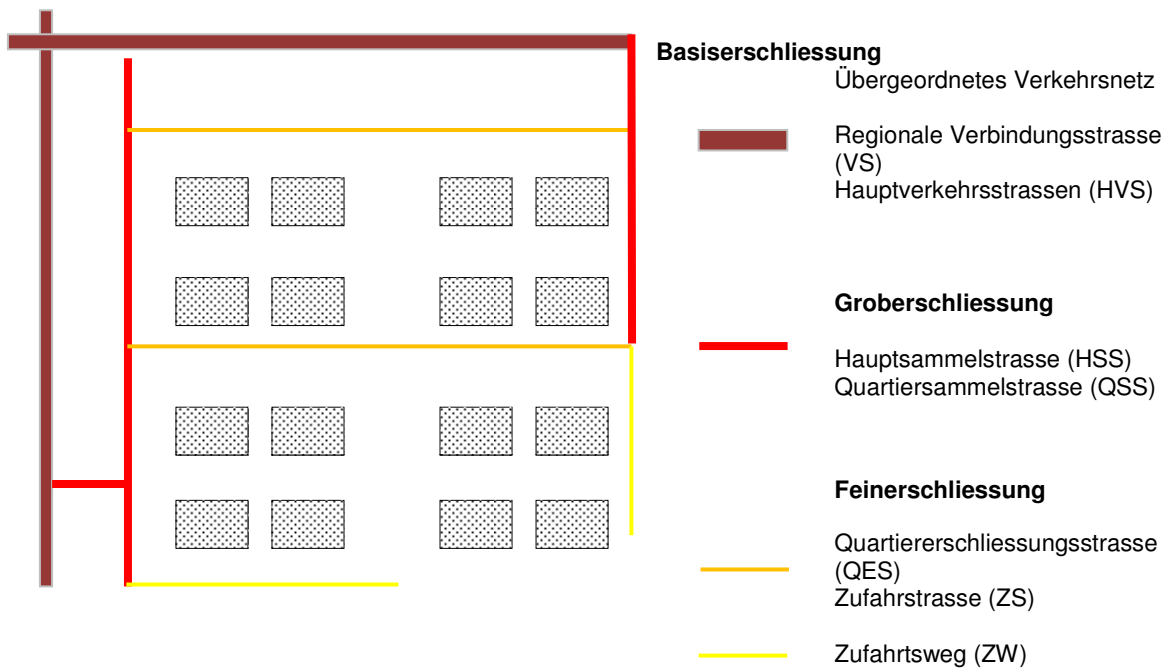 Basiserschliessung
Übergeordnetes Verkehrsnetz
Regionale Verbindungsstrasse
(VS)
Hauptverkehrsstrassen (HVS)
Groberschliessung
Hauptsammelstrasse (HSS)
Quartiersammelstrasse (QSS)
Feinerschliessung
Quartiererschliessungsstrasse
(QES)
Zufahrstrasse (ZS)
Zufahrtsweg (ZW)